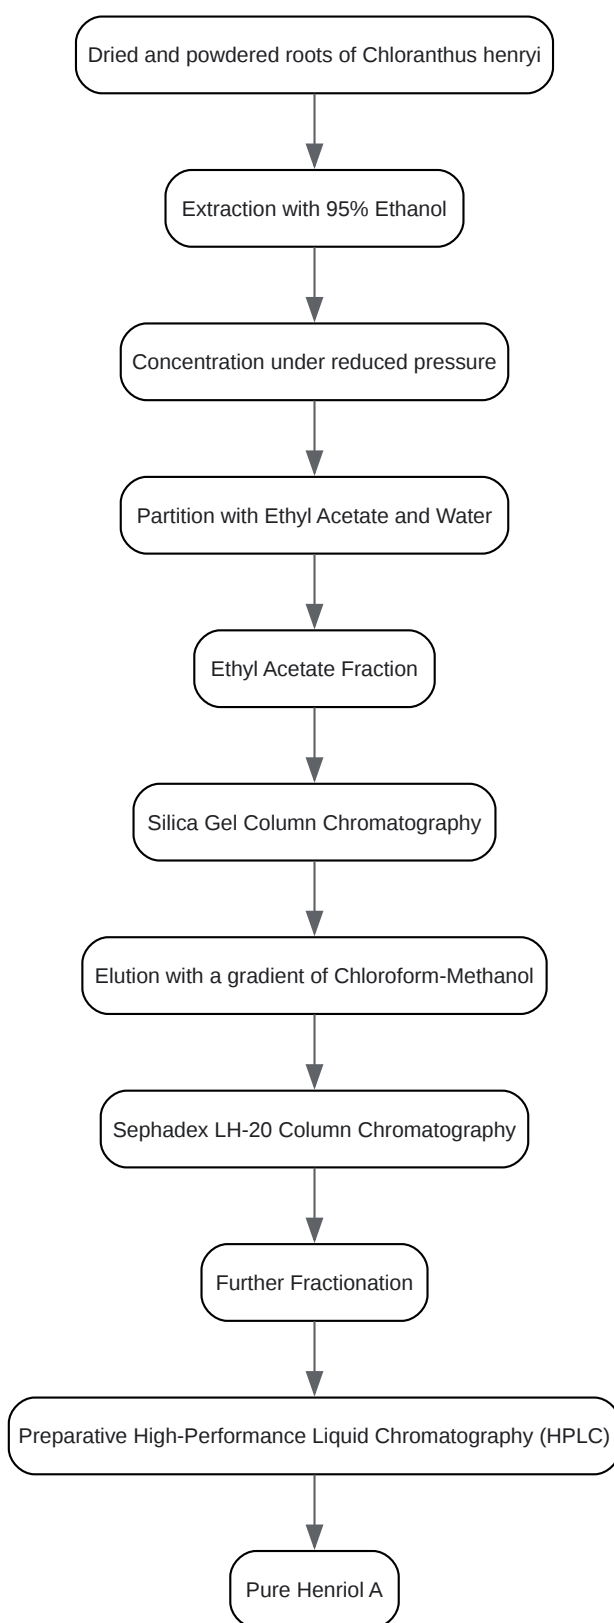 Dried and powdered roots of Chloranthus henryi
Extraction with 95% Ethanol
Concentration under reduced pressure
Partition with Ethyl Acetate and Water
Ethyl Acetate Fraction
Silica Gel Column Chromatography
Elution with a gradient of Chloroform-Methanol
Sephadex LH-20 Column Chromatography
Further Fractionation
Preparative High-Performance Liquid Chromatography (HPLC)
Pure Henriol A